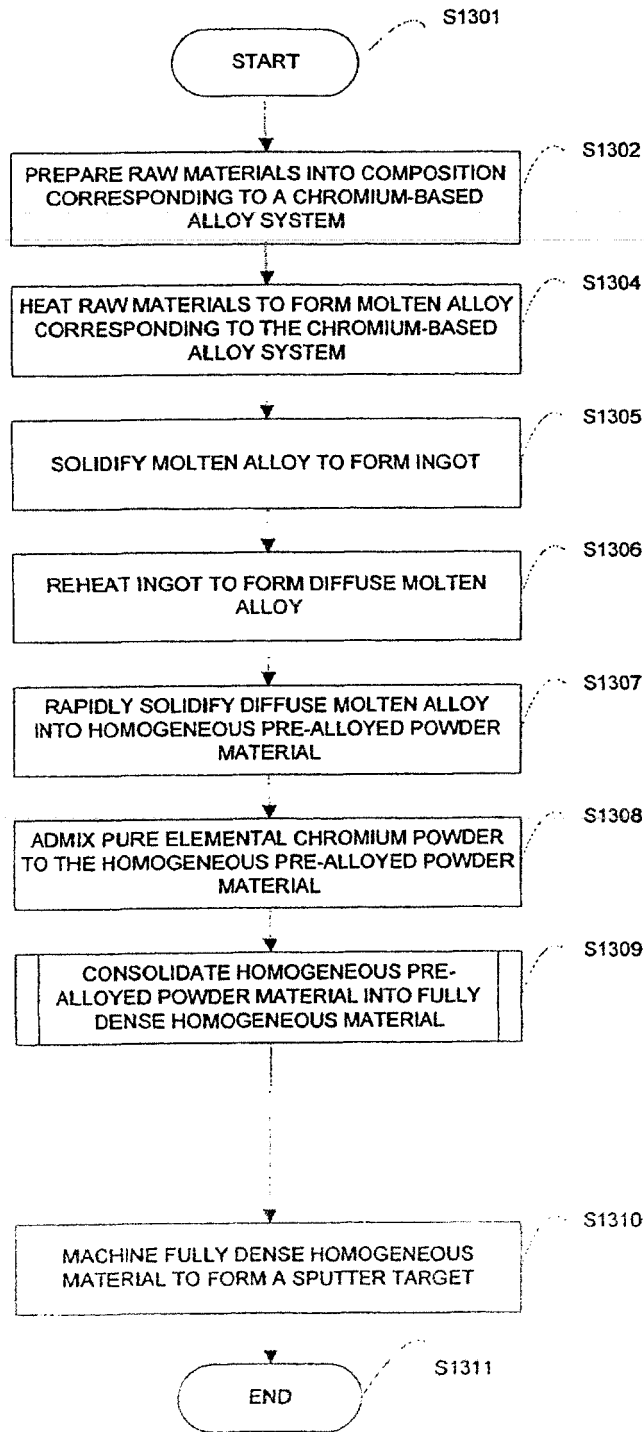 S1301
START
S1302
PREPARE RAW MATERIALS INTO COMPOSITION
CORRESPONDING TO A CHROMIUM-BASED
ALLOY SYSTEM
S1304
HEAT RAW MATERIALS TO FORM MOLTEN ALLOY
CORRESPONDING TO THE CHROMIUM-BASED
ALLOY SYSTEM
S1305
SOLIDIFY MOLTEN ALLOY TO FORM INGOT
S1306
REHEAT INGOT TO FORM DIFFUSE MOLTEN
ALLOY
S1307
RAPIDLY SOLIDIFY DIFFUSE MOLTEN ALLOY
INTO HOMOGENEOUS PRE-ALLOYED POWDER
MATERIAL
S1308
ADMIX PURE ELEMENTAL CHROMIUM POWDER
TO THE HOMOGENEOUS PRE-ALLOYED POWDER
MATERIAL
S1309
CONSOLIDATE HOMOGENEOUS PRE-
ALLOYED POWDER MATERIAL INTO FULLY
DENSE HOMOGENEOUS MATERIAL
S1310
MACHINE FULLY DENSE HOMOGENEOUS
MATERIAL TO FORM A SPUTTER TARGET
S1311
END